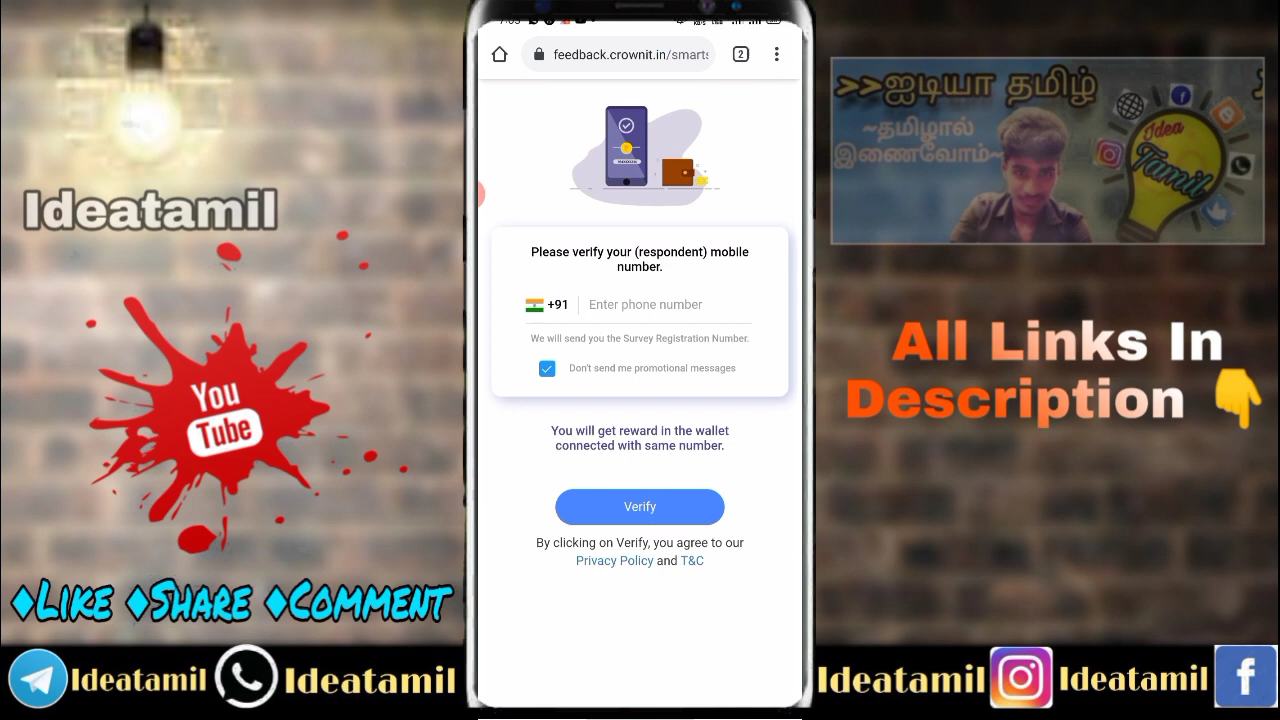 Ideatamil
You
Tube
♦LIKE ♦SHARE ♦COMMENT
Ideatamil
Ideatamil
feedback.crownit.in/smarts
2
Please verify your (respondent) mobile
number.
+91 Enter phone number
We will send you the Survey Registration Number.
Don't send me promotional messages
You will get reward in the wallet
connected with same number.
Verify
By clicking on Verify, you agree to our
Privacy Policy and T&C
>>ஐடியா தமிழ்
~தமிழால்
இணைவோம்~
Idea
Tamil
All Links In
Description 👇
Ideatamil
Ideatamil